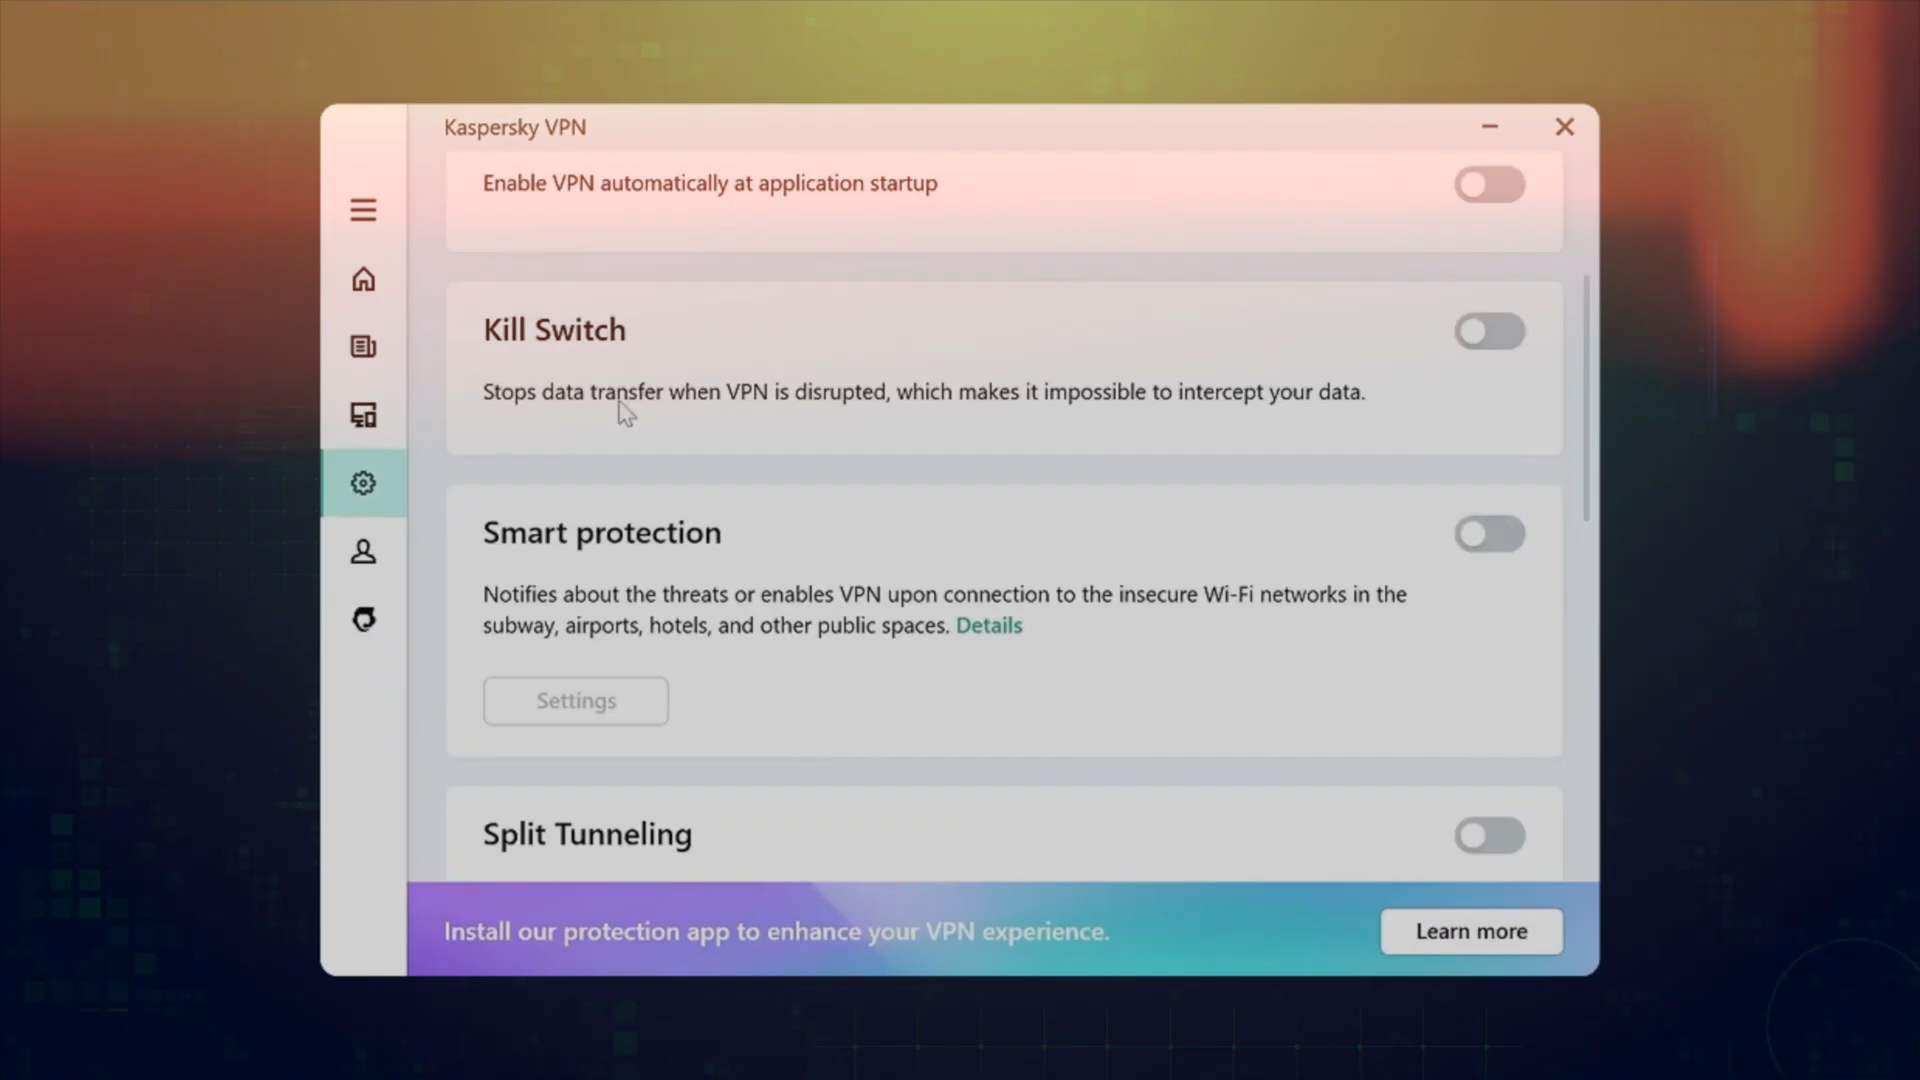 Kaspersky VPN
Enable VPN automatically at application startup
Kill Switch
Stops data transfer when VPN is disrupted, which makes it impossible to intercept your data.
Smart protection
Notifies about the threats or enables VPN upon connection to the insecure Wi-Fi networks in the
subway, airports, hotels, and other public spaces. Details
Settings
Split Tunneling
Install our protection app to enhance your VPN experience.
Learn more